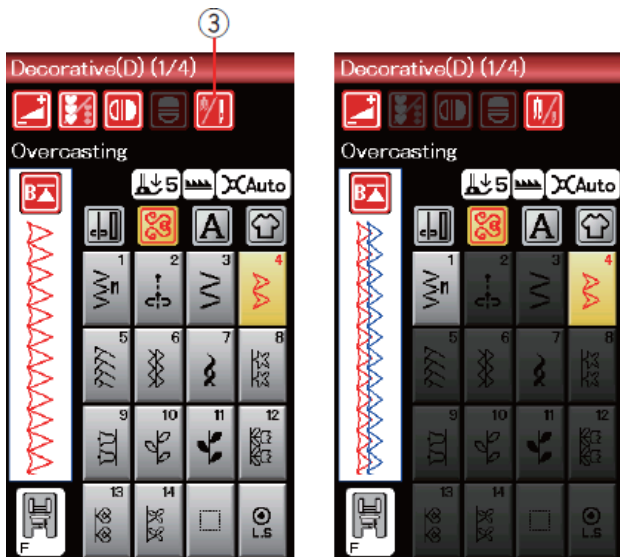 3
Decorative(D) (1/4)
Overcasting
B
5
Auto
A
1
2
3
4
5
6
7
8
9
10
11
12
13
14
L.S
F
Decorative(D) (1/4)
Overcasting
B
5
Auto
A
1
2
3
4
5
6
7
8
9
10
11
12
13
14
L.S
F